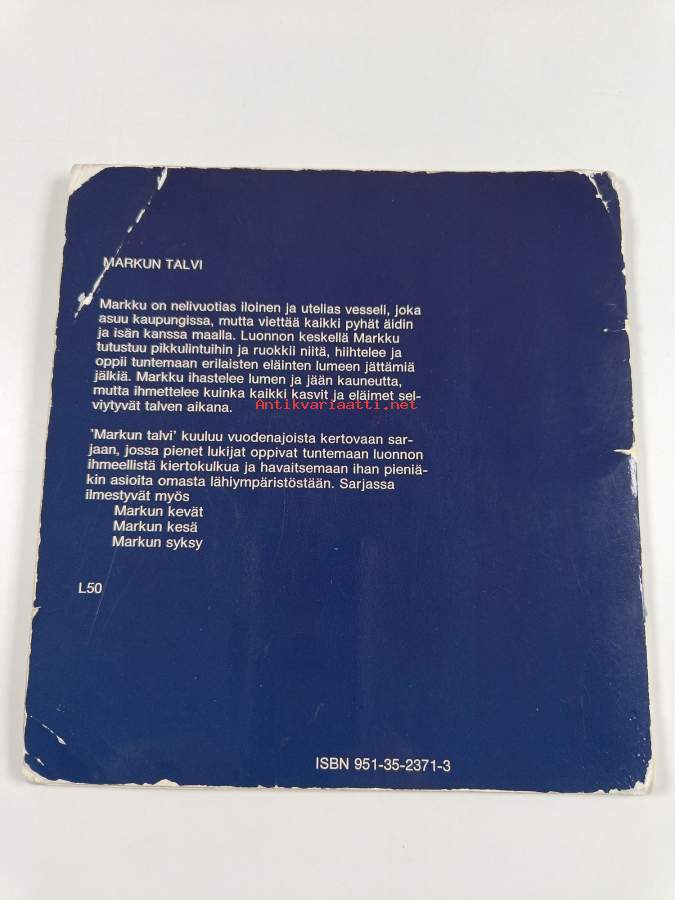 MARKUN TALVI
Markku on nelivuotias iloinen ja utelias vesseli, joka
asuu kaupungissa, mutta viettää kaikki pyhät äidin
ja isän kanssa maalla. Luonnon keskellä Markku
tutustuu pikkulintuihin ja ruokkii niitä, hiihtelee ja
oppii tuntemaan erilaisten eläinten lumeen jättämiä
jälkiä. Markku ihastelee lumen ja jään kauneutta,
mutta ihmettelee kuinka kaikki kasvit ja eläimet sel-
viytyvät talven aikana.
Antikvariaatti.net
'Markun talvi' kuuluu vuodenajoista kertovaan sar-
jaan, jossa pienet lukijat oppivat tuntemaan luonnon
ihmeellistä kiertokulkua ja havaitsemaan ihan pieniä-
kin asioita omasta lähiympäristöstään. Sarjassa
ilmestyvät myös
Markun kevät
Markun kesä
Markun syksy
L50
ISBN 951-35-2371-3